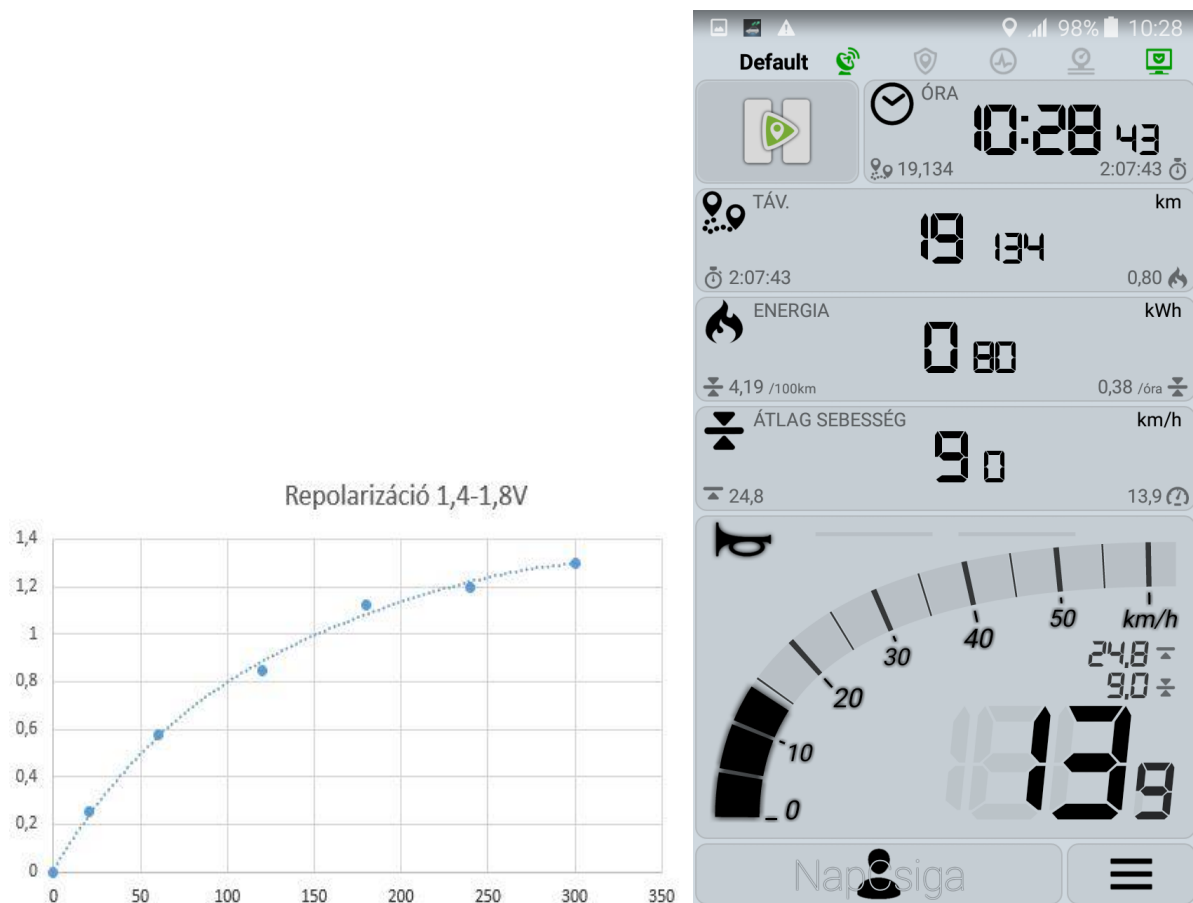 Repolarizáció 1,4-1,8V
1,4
1,2
1
0,8
0,6
0,4
0,2
0
0 50 100 150 200 250 300 350
98% 10:28
Default
ÓRA
10:28 43
19,134 2:07:43
TÁV. km
19 134
2:07:43 0,80
ENERGIA kWh
0 80
4,19 /100km 0,38 /óra
ÁTLAG SEBESSÉG km/h
9 0
24,8 13,9
50 km/h
40
30
24,8
20
9,0
10
13 9
0
NapCsiga